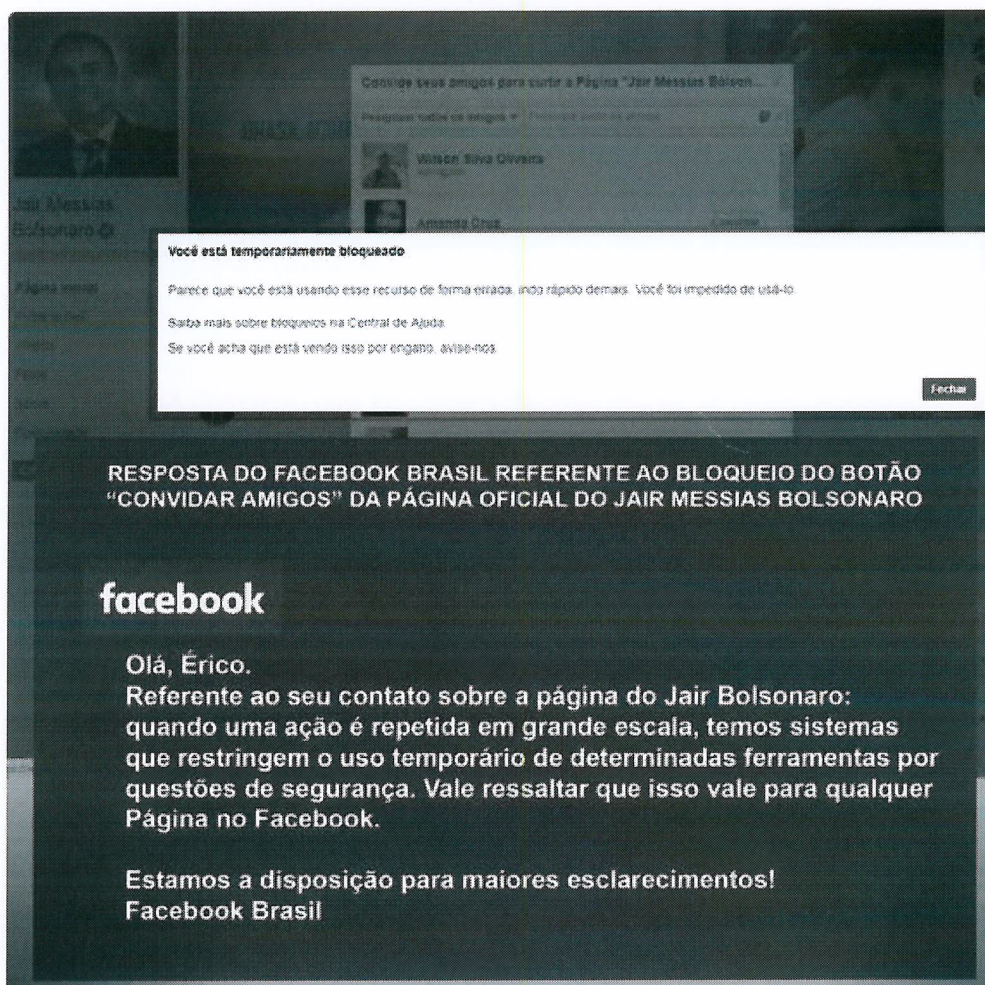 Convide seus amigos para curtir a Página "Jair Messias Bolson...
Wilson Silva Oliveira
Amanda Cruz
Jair Messias
Bolsonaro
Você está temporariamente bloqueado
Parece que você está usando esse recurso de forma errada, indo rápido demais. Você foi impedido de usá-lo.
Saiba mais sobre bloqueios na Central de Ajuda.
Se você acha que está vendo isso por engano, avise-nos.
Fechar
RESPOSTA DO FACEBOOK BRASIL REFERENTE AO BLOQUEIO DO BOTÃO
“CONVIDAR AMIGOS” DA PÁGINA OFICIAL DO JAIR MESSIAS BOLSONARO
facebook
Olá, Érico.
Referente ao seu contato sobre a página do Jair Bolsonaro:
quando uma ação é repetida em grande escala, temos sistemas
que restringem o uso temporário de determinadas ferramentas por
questões de segurança. Vale ressaltar que isso vale para qualquer
Página no Facebook.
Estamos a disposição para maiores esclarecimentos!
Facebook Brasil